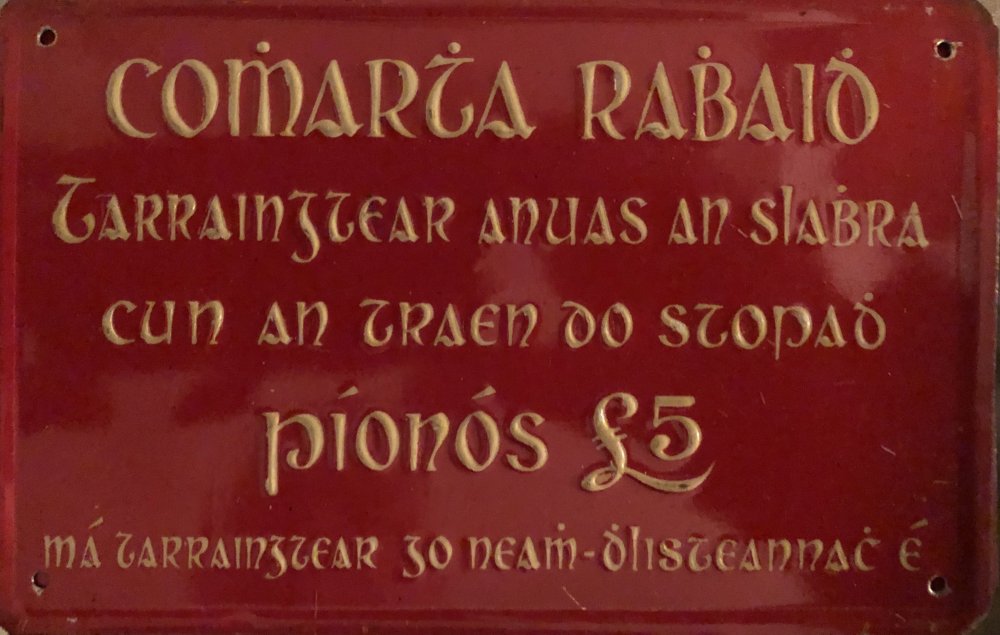 Coṁarṫa Raḃaiḋ
Tarraingtear anuas an slaḃra
cun an traen do stopaḋ
píonós £5
má tarraingtear go neaṁ-ḋlisteannaċ é